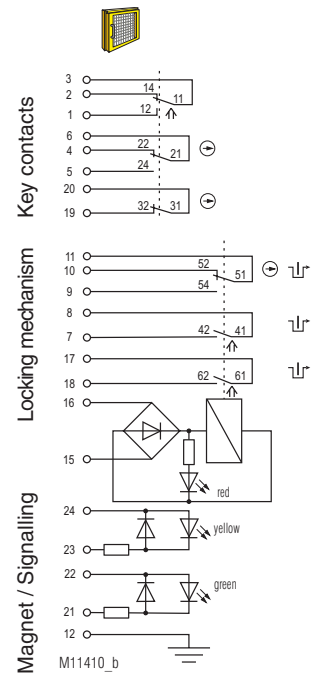 Key contacts
3
2 14
11
1 12
6
4 22
21
5 24
20
19 32 31
Locking mechanism
11
10 52
51
9 54
8
7 42 41
17
18 62 61
16
15
red
Magnet / Signalling
24
yellow
23
22
green
21
12
M11410_b